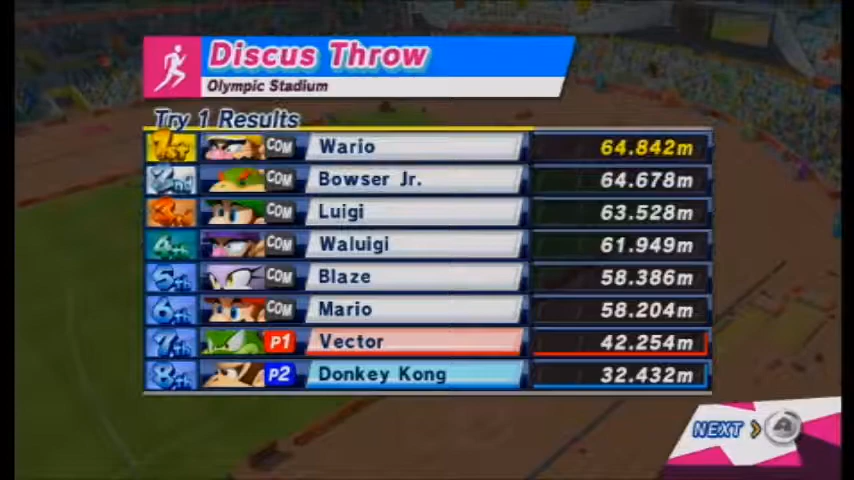 Discus Throw
Olympic Stadium
Try 1 Results
1st COM Wario 64.842m
2nd COM Bowser Jr. 64.678m
3rd COM Luigi 63.528m
4th COM Waluigi 61.949m
5th COM Blaze 58.386m
6th COM Mario 58.204m
7th P1 Vector 42.254m
8th P2 Donkey Kong 32.432m
NEXT A